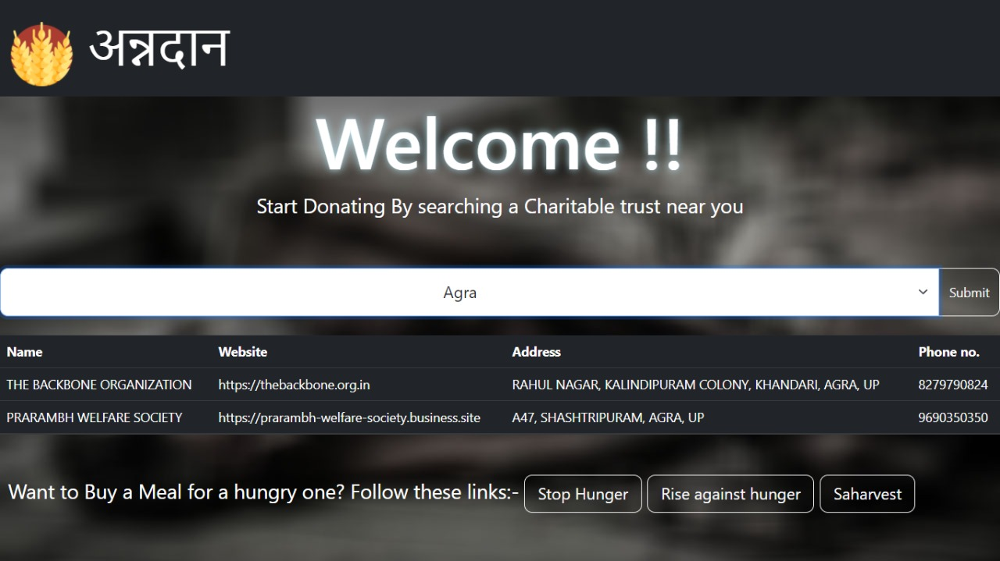 अन्नदान
Welcome !!
Start Donating By searching a Charitable trust near you
Agra
Submit
Name Website Address Phone no.
THE BACKBONE ORGANIZATION https://thebackbone.org.in RAHUL NAGAR, KALINDIPURAM COLONY, KHANDARI, AGRA, UP 8279790824
PRARAMBH WELFARE SOCIETY https://prarambh-welfare-society.business.site A47, SHASHTRIPURAM, AGRA, UP 9690350350
Want to Buy a Meal for a hungry one? Follow these links:- Stop Hunger Rise against hunger Saharvest